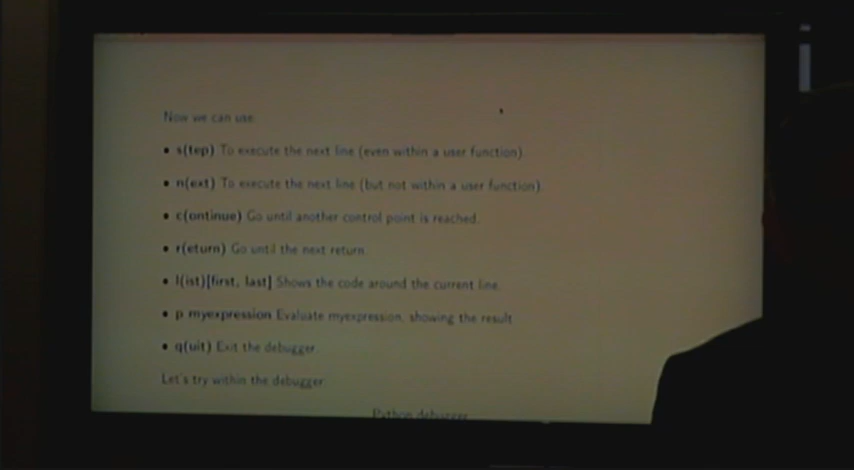 Now we can use
• s(tep) To execute the next line (even within a user function).
• n(ext) To execute the next line (but not within a user function).
• c(ontinue) Go until another control point is reached.
• r(eturn) Go until the next return.
• l(ist)[first, last] Shows the code around the current line.
• p myexpression Evaluate myexpression, showing the result
• q(uit) Exit the debugger
Let's try within the debugger
Python debugger